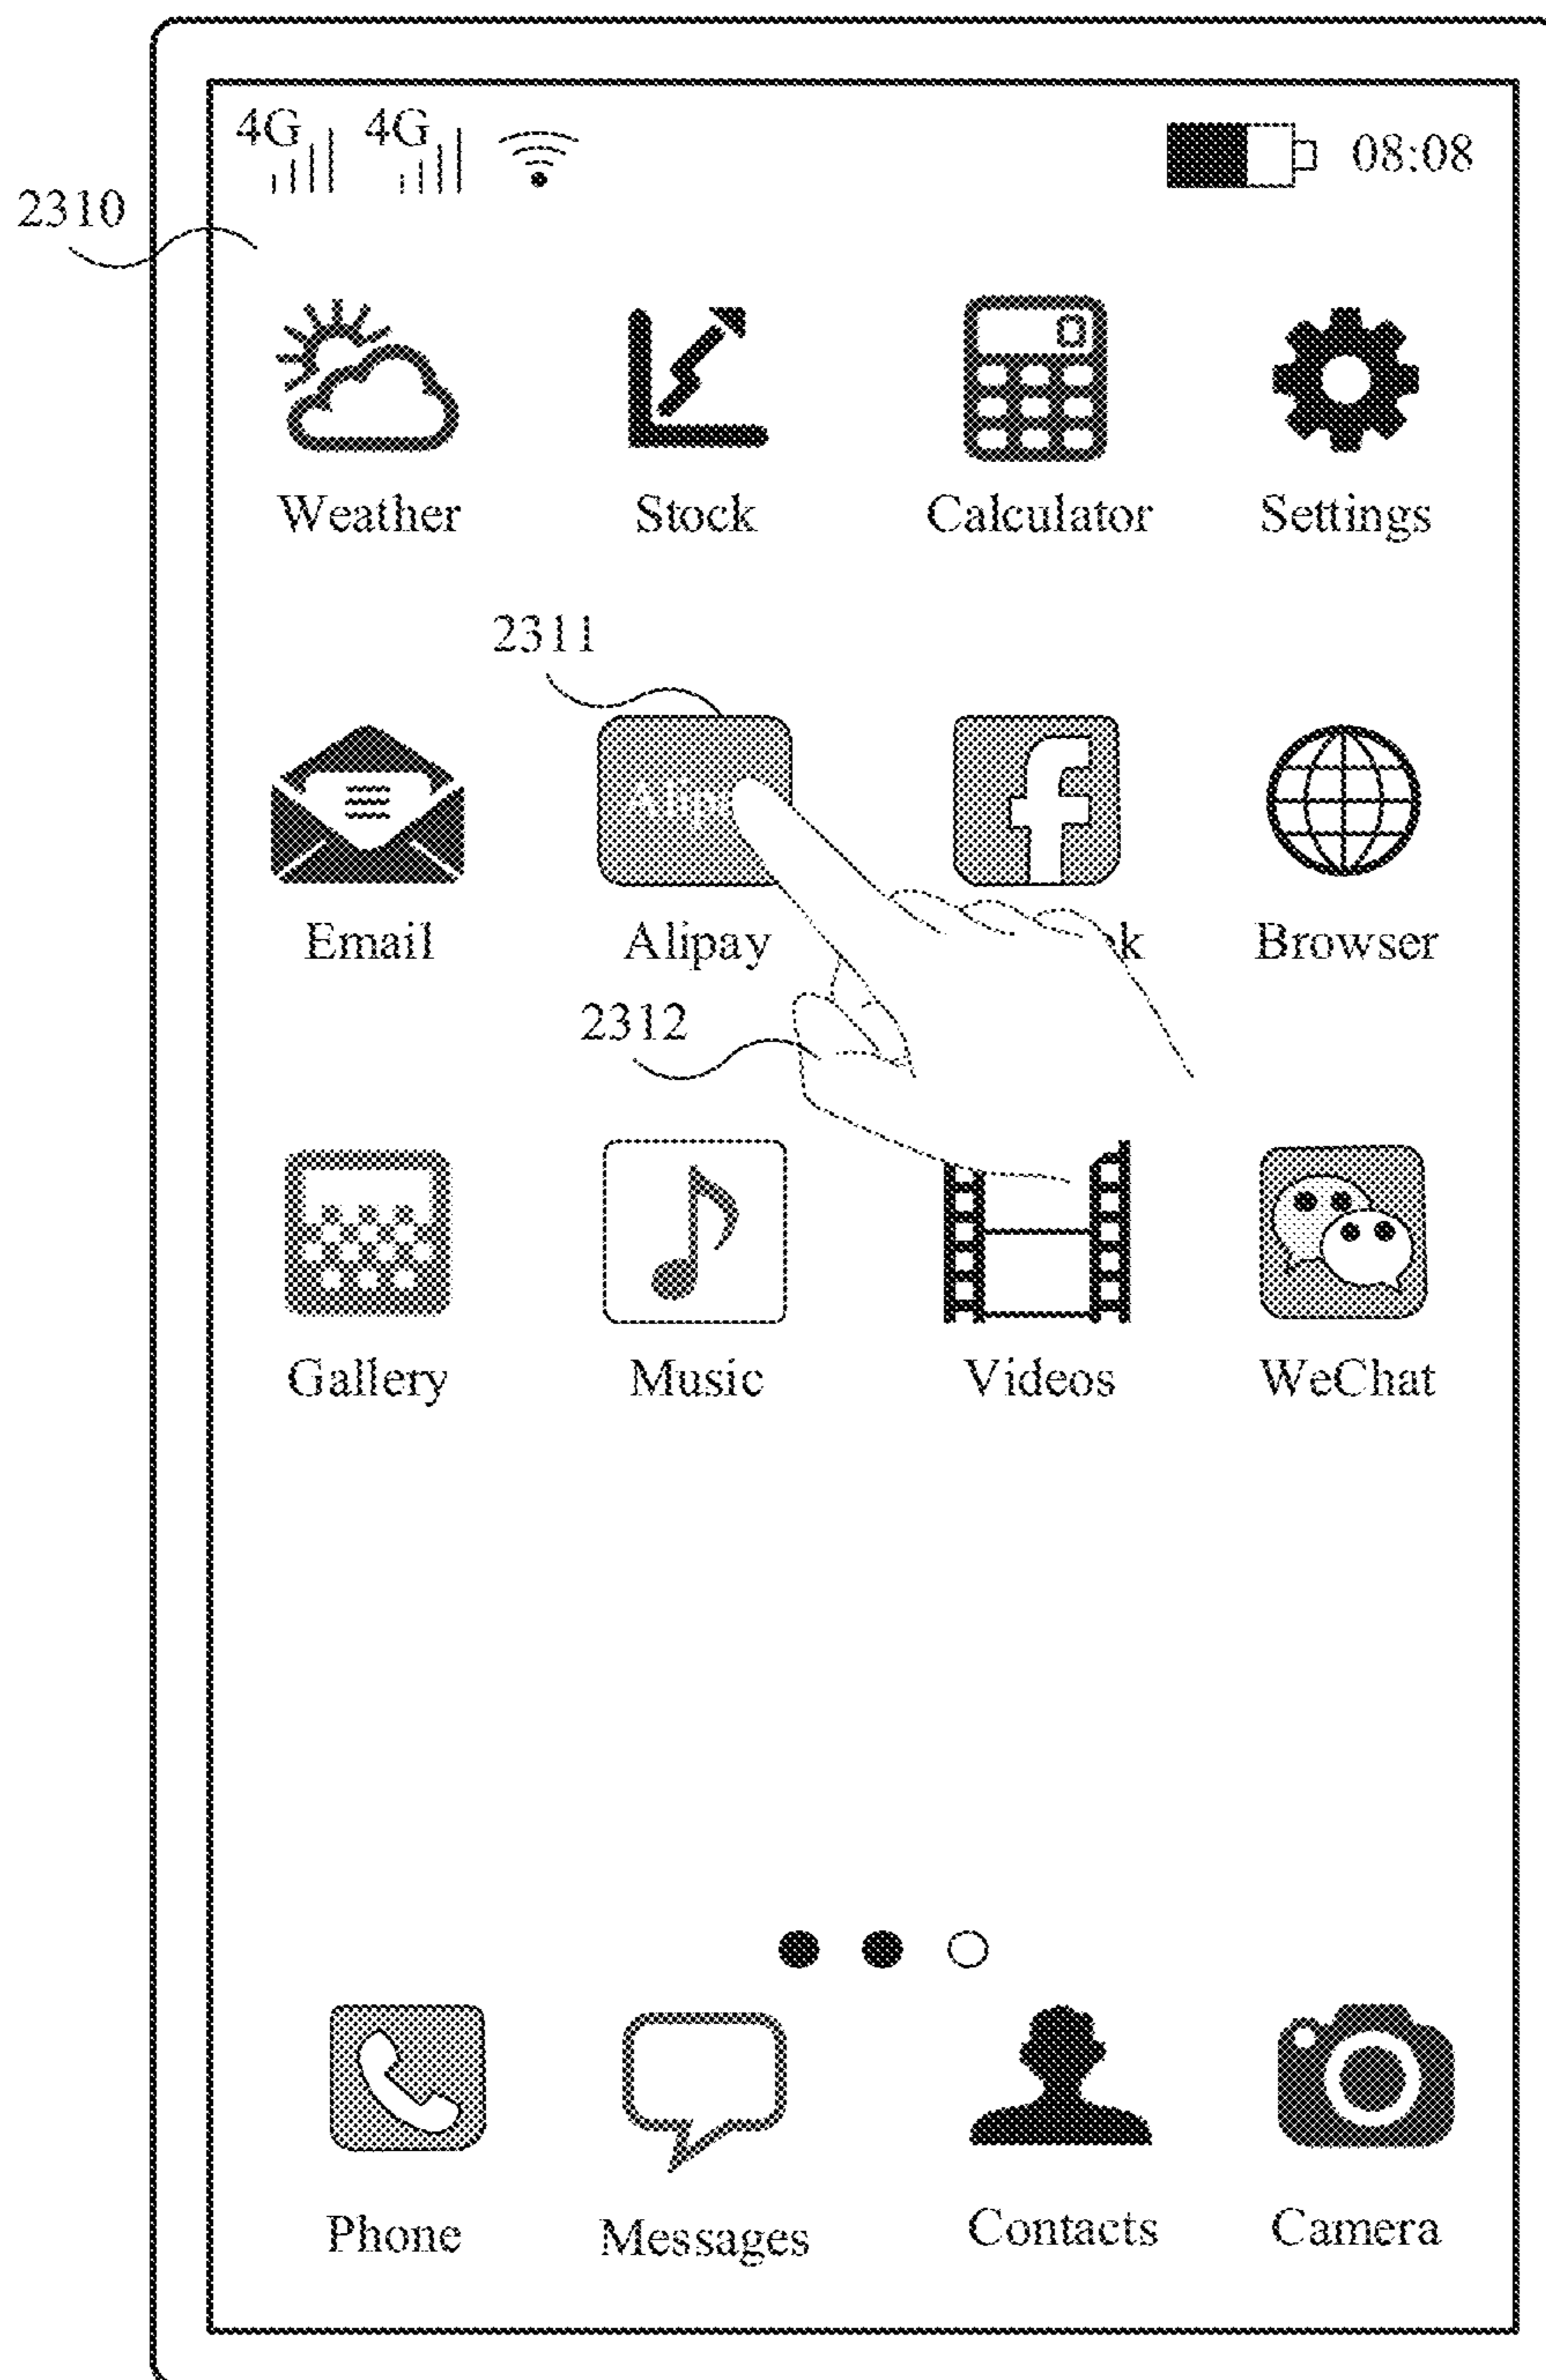 4G 4G 08:08
2310
Weather Stock Calculator Settings
2311
Alip
Email Alipay k Browser
2312
Gallery Music Videos WeChat
Phone Messages Contacts Camera